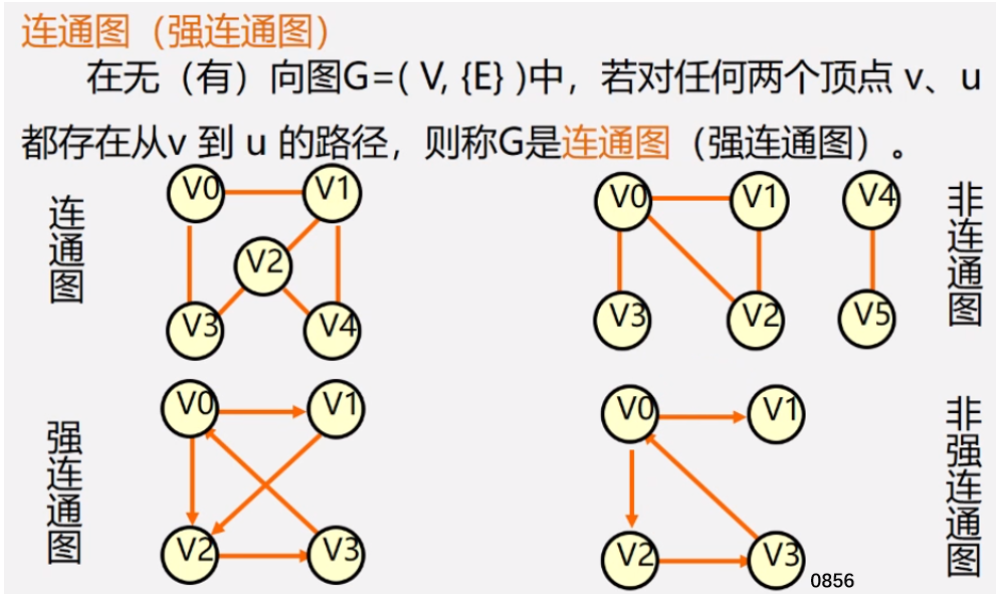 连通图（强连通图）
在无（有）向图G=( V, {E} )中，若对任何两个顶点 v、u
都存在从v 到 u 的路径，则称G是连通图（强连通图）。
连通图
V0
V1
V2
V3
V4
V0
V1
V4
V3
V2
V5
非连通图
强连通图
V0
V1
V2
V3
V0
V1
V2
V3
非强连通图
0856